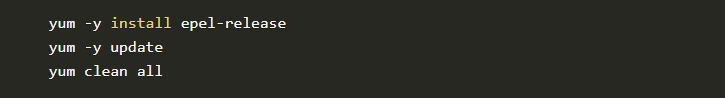 yum -y install epel-release
yum -y update
yum clean all